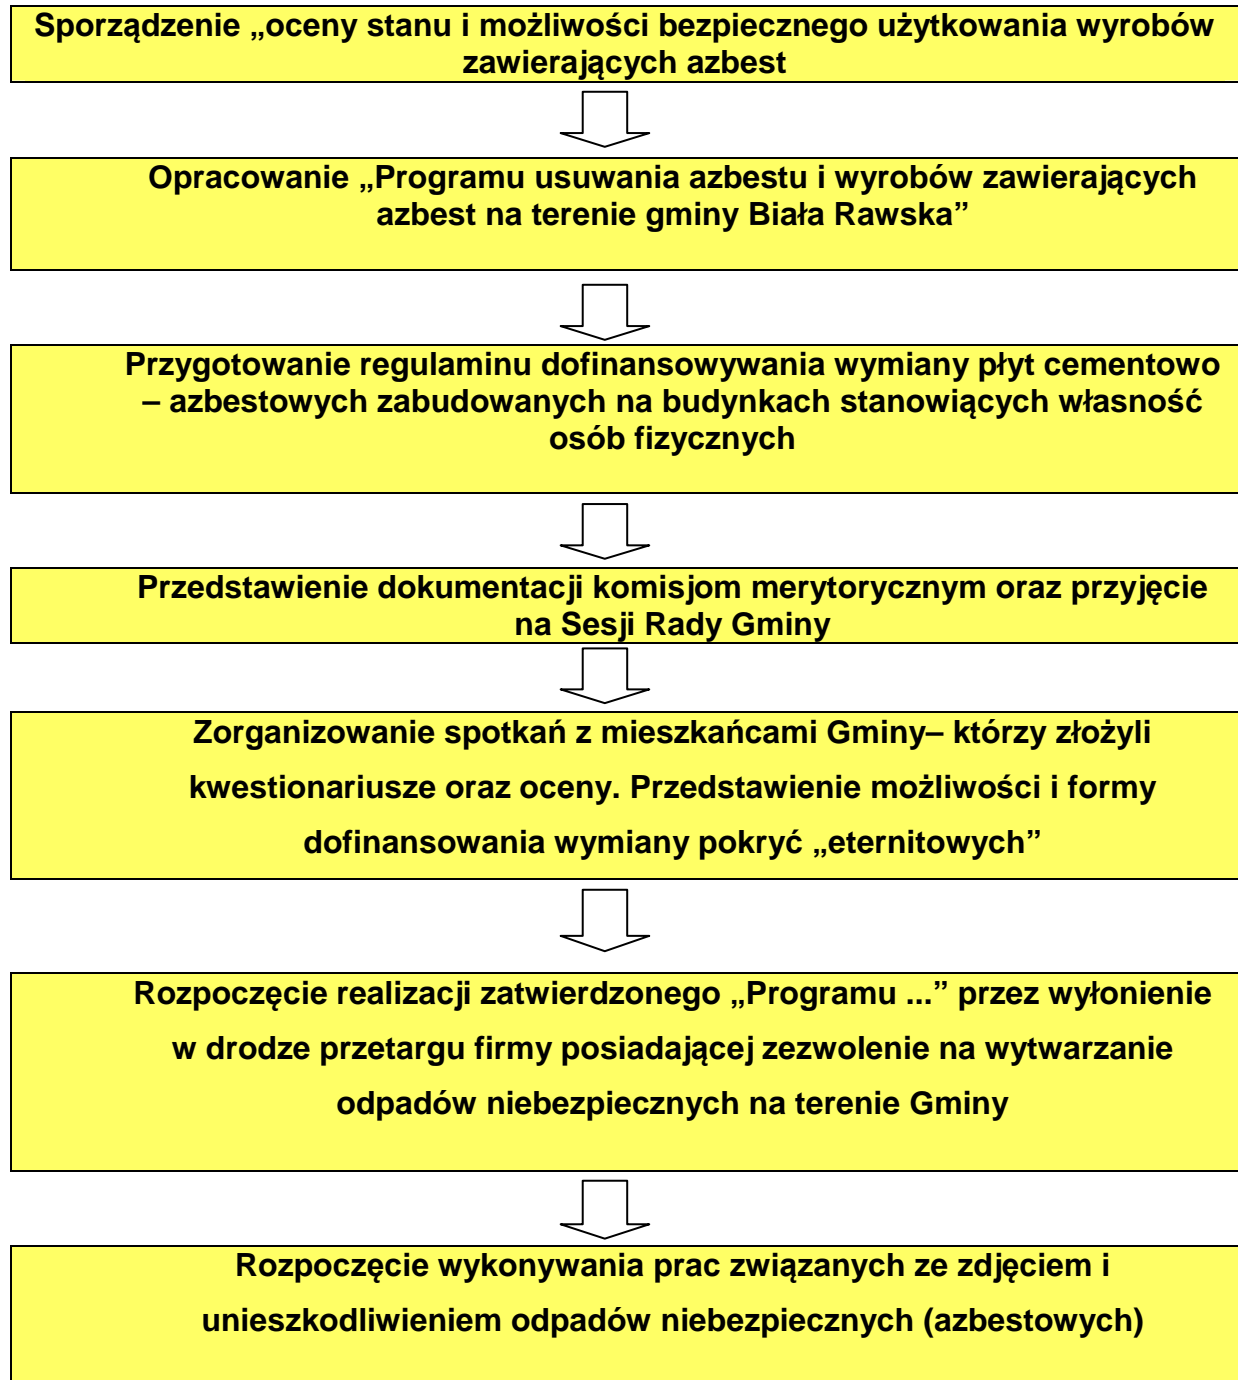 Sporządzenie „oceny stanu i możliwości bezpiecznego użytkowania wyrobów
zawierających azbest
Opracowanie „Programu usuwania azbestu i wyrobów zawierających
azbest na terenie gminy Biała Rawska”
Przygotowanie regulaminu dofinansowywania wymiany płyt cementowo
– azbestowych zabudowanych na budynkach stanowiących własność
osób fizycznych
Przedstawienie dokumentacji komisjom merytorycznym oraz przyjęcie
na Sesji Rady Gminy
Zorganizowanie spotkań z mieszkańcami Gminy– którzy złożyli
kwestionariusze oraz oceny. Przedstawienie możliwości i formy
dofinansowania wymiany pokryć „eternitowych”
Rozpoczęcie realizacji zatwierdzonego „Programu ...” przez wyłonienie
w drodze przetargu firmy posiadającej zezwolenie na wytwarzanie
odpadów niebezpiecznych na terenie Gminy
Rozpoczęcie wykonywania prac związanych ze zdjęciem i
unieszkodliwieniem odpadów niebezpiecznych (azbestowych)